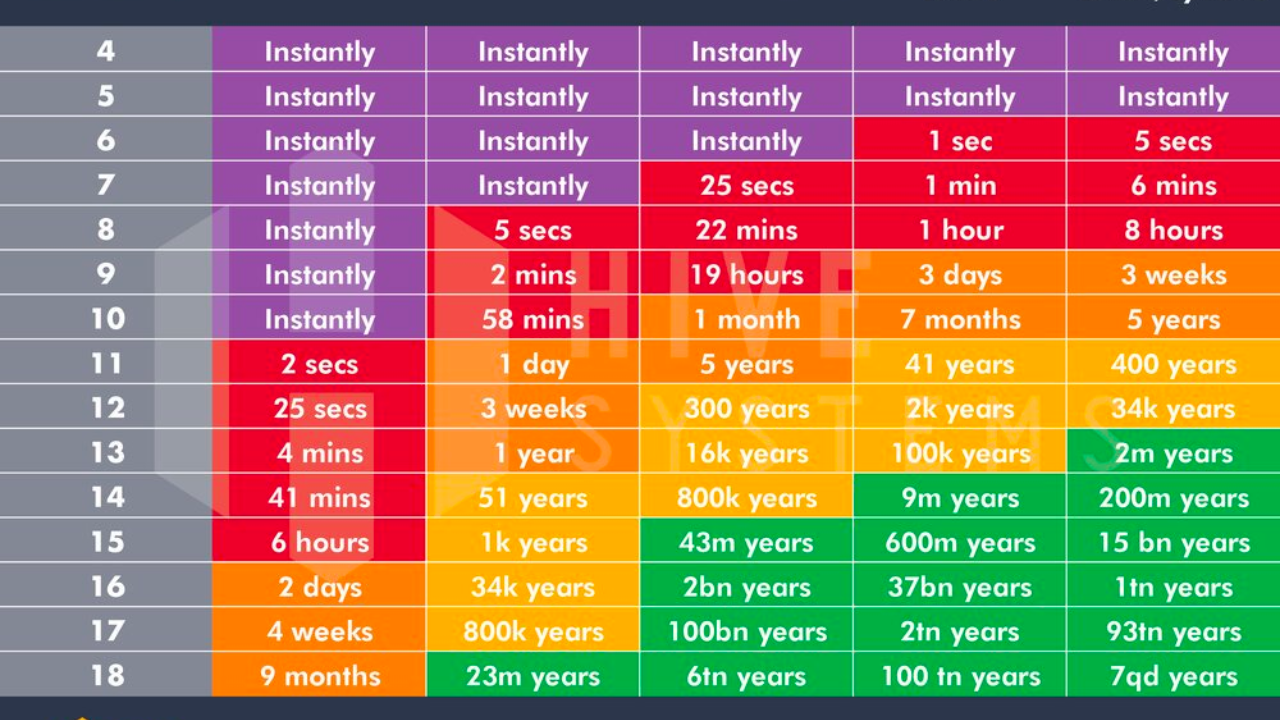 4 Instantly Instantly Instantly Instantly Instantly
5 Instantly Instantly Instantly Instantly Instantly
6 Instantly Instantly Instantly 1 sec 5 secs
7 Instantly Instantly 25 secs 1 min 6 mins
8 Instantly 5 secs 22 mins 1 hour 8 hours
9 Instantly 2 mins 19 hours 3 days 3 weeks
HIVE
10 Instantly 58 mins 1 month 7 months 5 years
11 2 secs 1 day 5 years 41 years 400 years
12 25 secs 3 weeks 300 years 2k years 34k years
SYSTEMS
13 4 mins 1 year 16k years 100k years 2m years
14 41 mins 51 years 800k years 9m years 200m years
15 6 hours 1k years 43m years 600m years 15 bn years
16 2 days 34k years 2bn years 37bn years 1tn years
17 4 weeks 800k years 100bn years 2tn years 93tn years
18 9 months 23m years 6tn years 100 tn years 7qd years